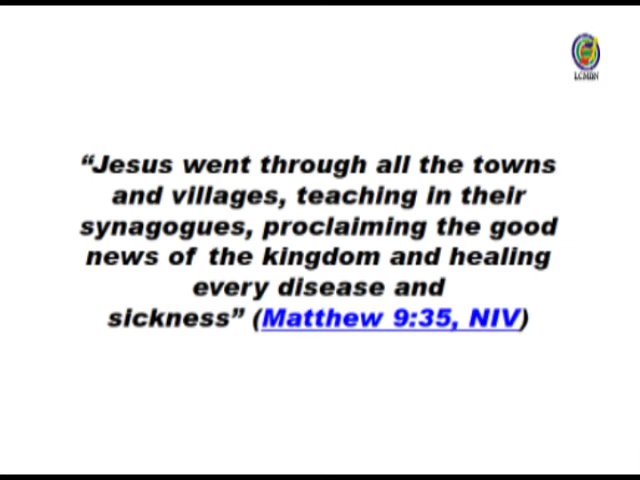 LCMBN
“Jesus went through all the towns
and villages, teaching in their
synagogues, proclaiming the good
news of the kingdom and healing
every disease and
sickness” (Matthew 9:35, NIV)